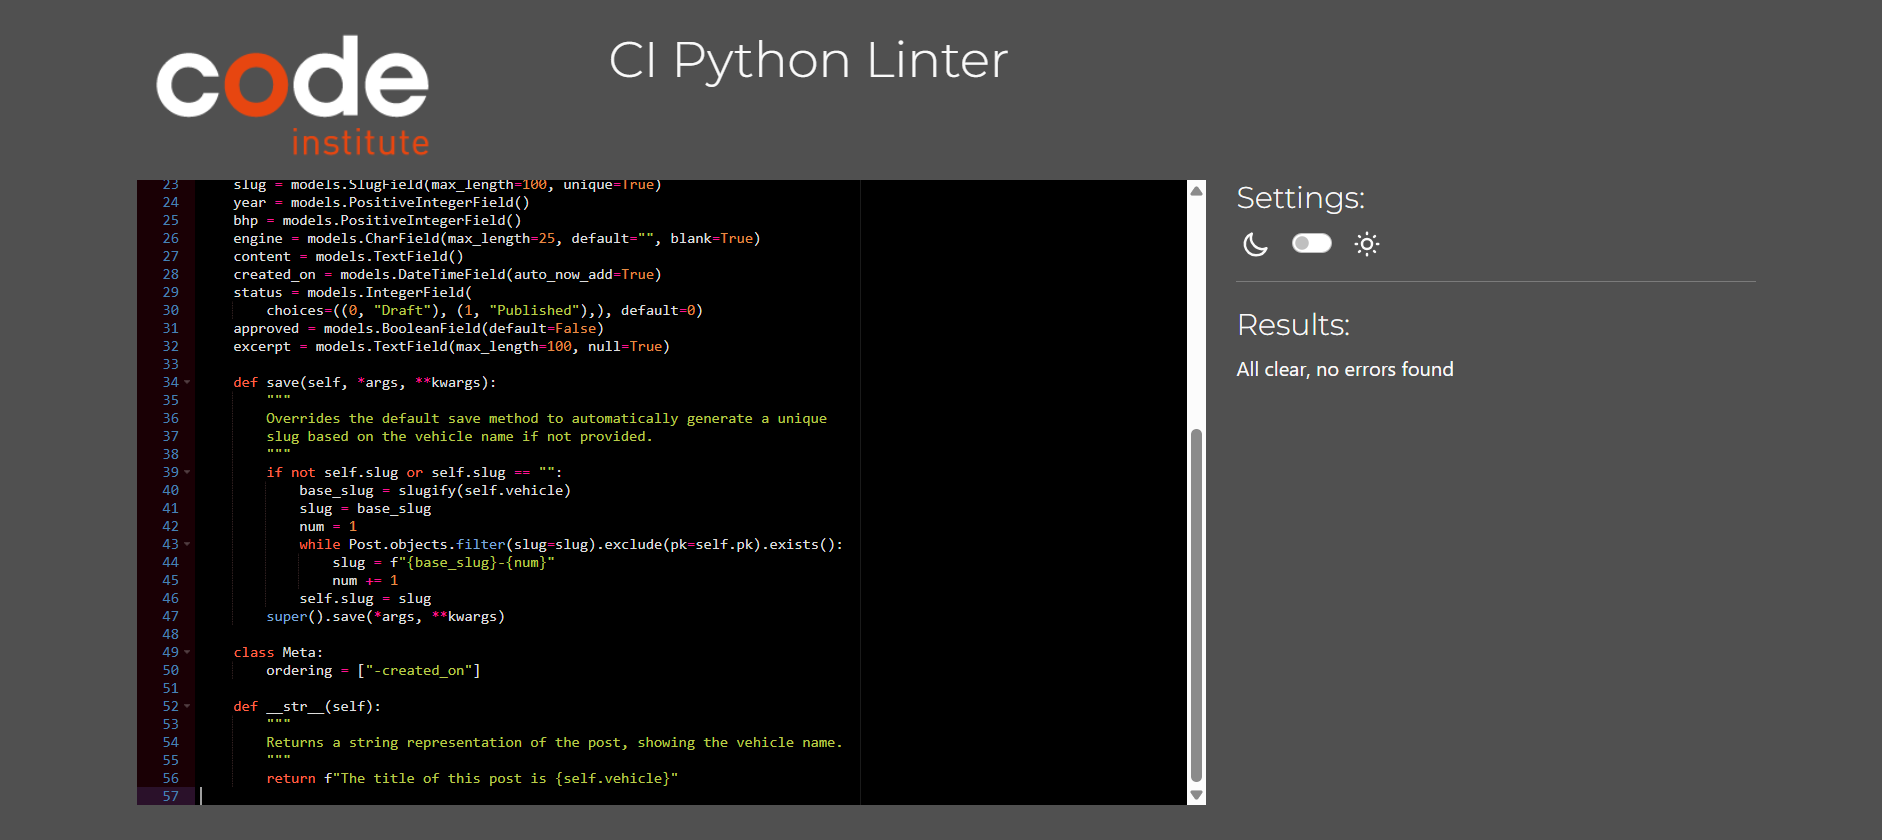 code
institute
CI Python Linter
23 slug = models.SlugField(max_length=100, unique=True)
24 year = models.PositiveIntegerField()
25 bhp = models.PositiveIntegerField()
26 engine = models.CharField(max_length=25, default="", blank=True)
27 content = models.TextField()
28 created_on = models.DateTimeField(auto_now_add=True)
29 status = models.IntegerField(
30 choices=((0, "Draft"), (1, "Published"),), default=0)
31 approved = models.BooleanField(default=False)
32 excerpt = models.TextField(max_length=100, null=True)
33
34 def save(self, *args, **kwargs):
35 """
36 Overrides the default save method to automatically generate a unique
37 slug based on the vehicle name if not provided.
38 """
39 if not self.slug or self.slug == "":
40 base_slug = slugify(self.vehicle)
41 slug = base_slug
42 num = 1
43 while Post.objects.filter(slug=slug).exclude(pk=self.pk).exists():
44 slug = f"{base_slug}-{num}"
45 num += 1
46 self.slug = slug
47 super().save(*args, **kwargs)
48
49 class Meta:
50 ordering = ["-created_on"]
51
52 def __str__(self):
53 """
54 Returns a string representation of the post, showing the vehicle name.
55 """
56 return f"The title of this post is {self.vehicle}"
57
Settings:
Results:
All clear, no errors found